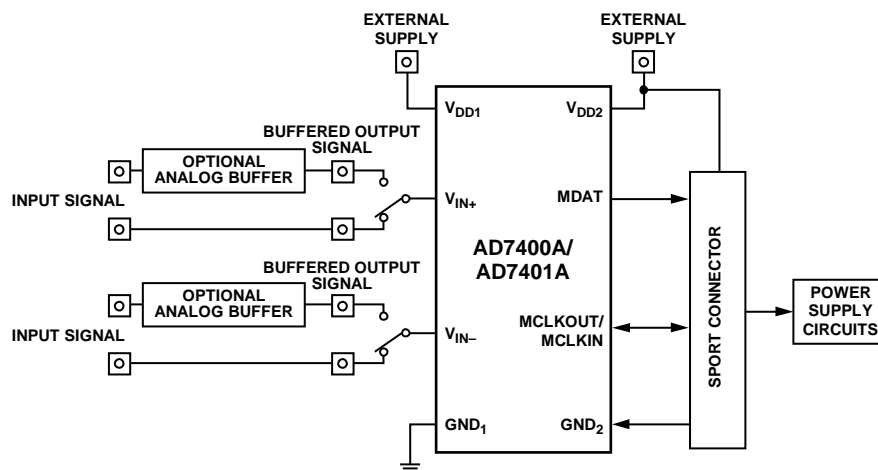 EXTERNAL
SUPPLY
EXTERNAL
SUPPLY
VDD1
VDD2
BUFFERED OUTPUT
SIGNAL
OPTIONAL
ANALOG BUFFER
INPUT SIGNAL
VIN+
MDAT
AD7400A/
AD7401A
BUFFERED OUTPUT
SIGNAL
OPTIONAL
ANALOG BUFFER
INPUT SIGNAL
VIN–
MCLKOUT/
MCLKIN
SPORT CONNECTOR
POWER
SUPPLY
CIRCUITS
GND1
GND2